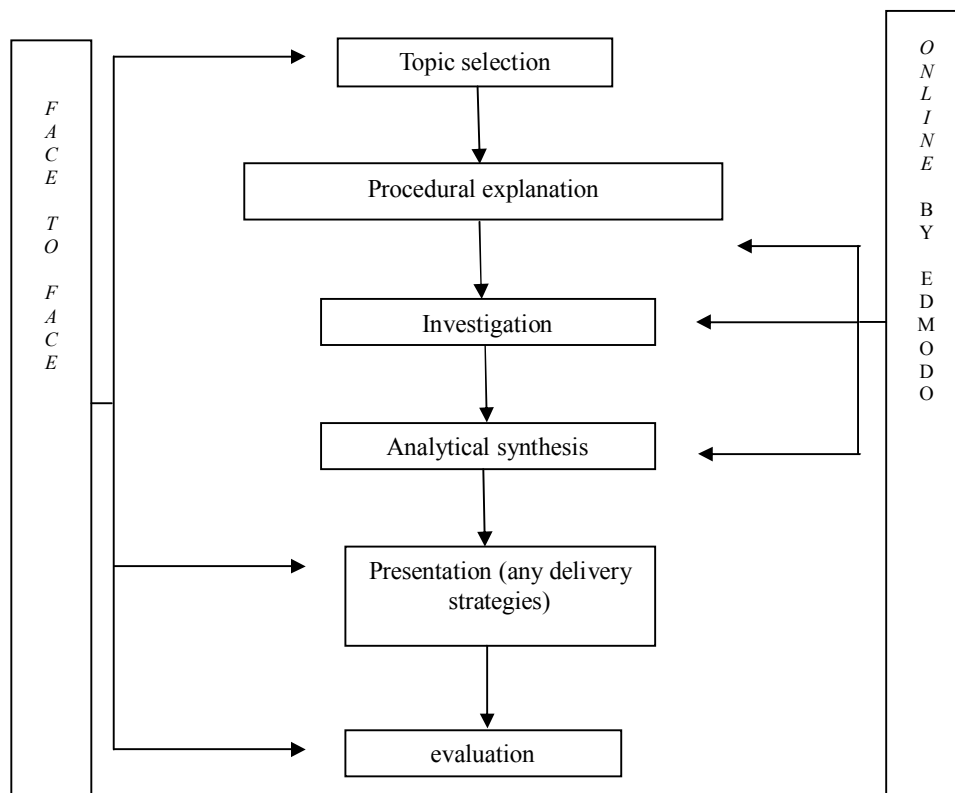 FACE TO FACE
Topic selection
Procedural explanation
Investigation
Analytical synthesis
Presentation (any delivery
strategies)
evaluation
ONLINE BY EDMODO